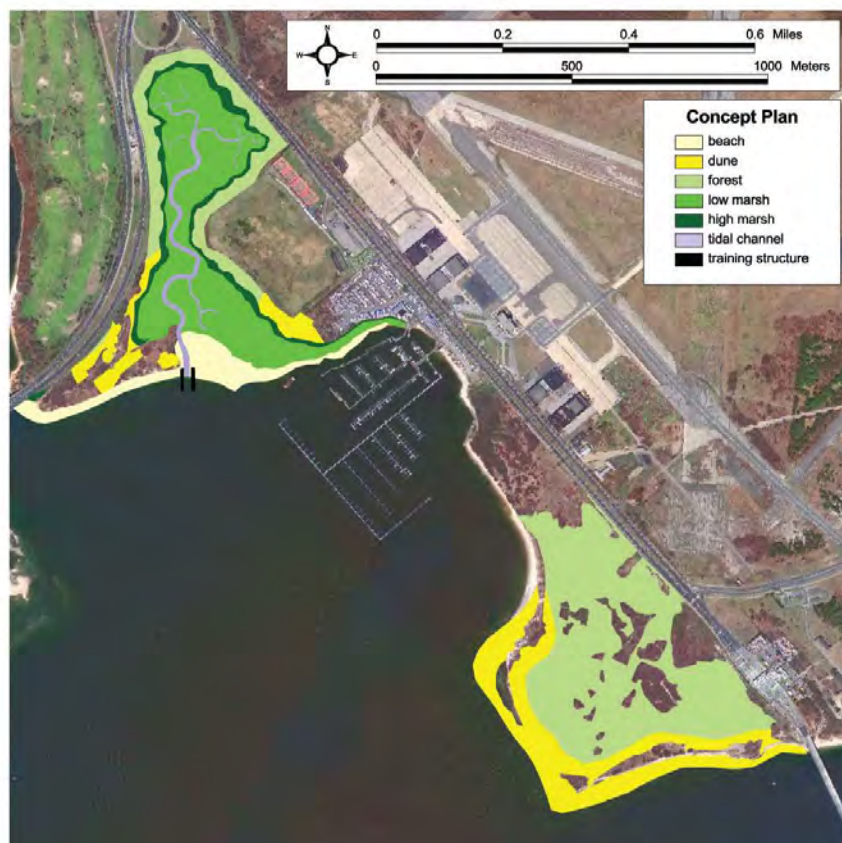 N
W E
S
0 0.2 0.4 0.6 Miles
0 500 1000 Meters
Concept Plan
beach
dune
forest
low marsh
high marsh
tidal channel
training structure